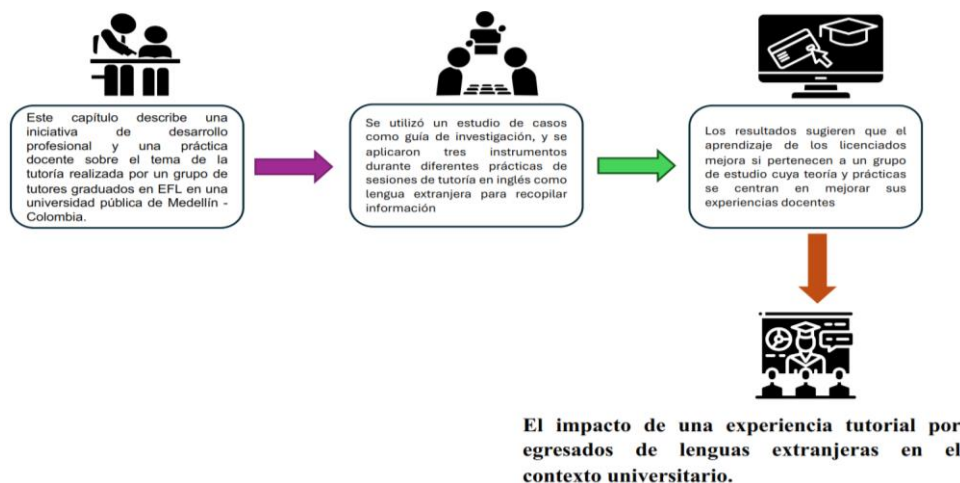 Este capítulo describe una
iniciativa de desarrollo
profesional y una práctica
docente sobre el tema de la
tutoría realizada por un grupo de
tutores graduados en EFL en una
universidad pública de Medellín -
Colombia.
Se utilizó un estudio de casos
como guía de investigación, y se
aplicaron tres instrumentos
durante diferentes prácticas de
sesiones de tutoría en inglés como
lengua extranjera para recopilar
información
Los resultados sugieren que el
aprendizaje de los licenciados
mejora si pertenecen a un grupo
de estudio cuya teoría y prácticas
se centran en mejorar sus
experiencias docentes
El impacto de una experiencia tutorial por
egresados de lenguas extranjeras en el
contexto universitario.